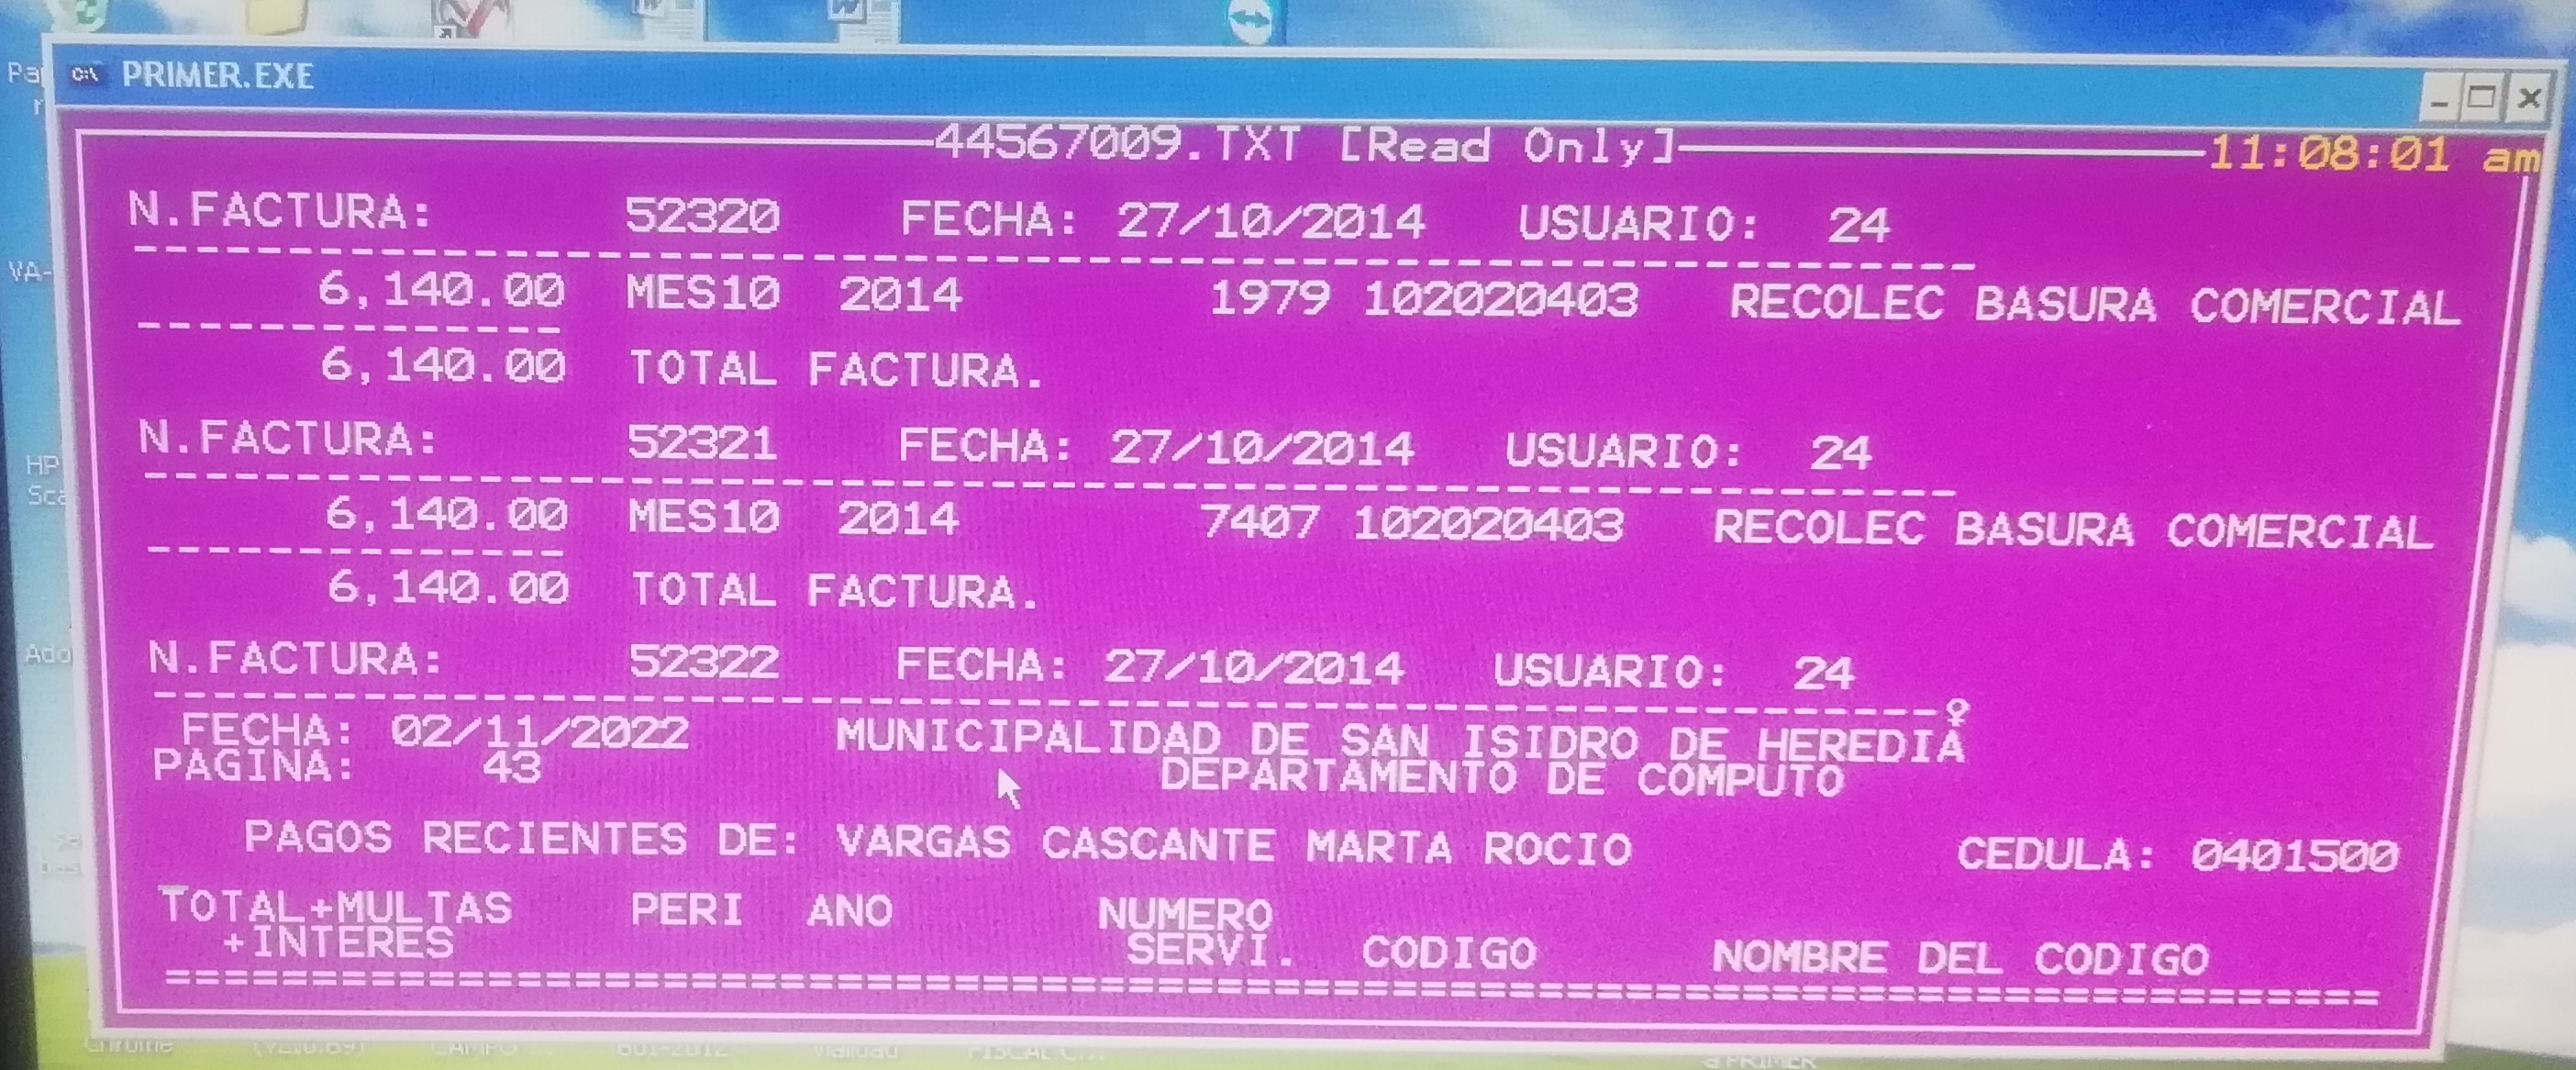 PRIMER.EXE
44567009.TXT [Read Only] 11:08:01 am
N.FACTURA: 52320 FECHA: 27/10/2014 USUARIO: 24
------------------------------------------------------------
6,140.00 MES10 2014 1979 102020403 RECOLEC BASURA COMERCIAL
--------------
6,140.00 TOTAL FACTURA.
N.FACTURA: 52321 FECHA: 27/10/2014 USUARIO: 24
------------------------------------------------------------
6,140.00 MES10 2014 7407 102020403 RECOLEC BASURA COMERCIAL
--------------
6,140.00 TOTAL FACTURA.
N.FACTURA: 52322 FECHA: 27/10/2014 USUARIO: 24
------------------------------------------------------------♀
FECHA: 02/11/2022 MUNICIPALIDAD DE SAN ISIDRO DE HEREDIA
PAGINA: 43 DEPARTAMENTO DE COMPUTO
PAGOS RECIENTES DE: VARGAS CASCANTE MARTA ROCIO CEDULA: 0401500
TOTAL+MULTAS PERI ANO NUMERO
+INTERES SERVI. CODIGO NOMBRE DEL CODIGO
==========================================================================